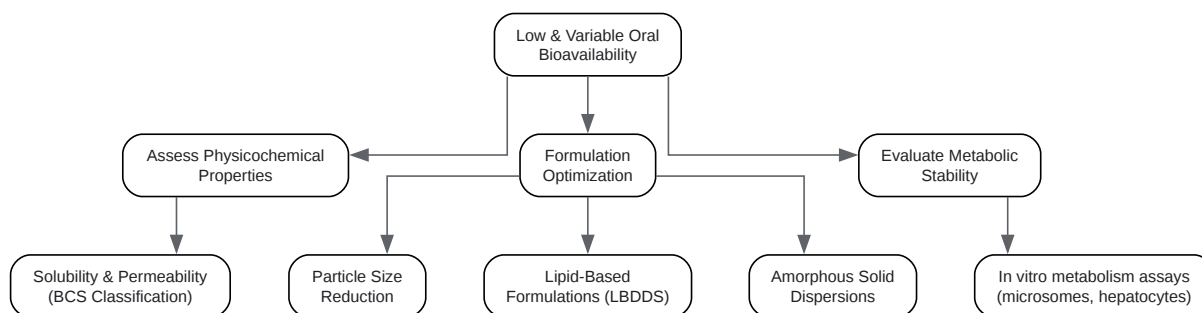 Low & Variable Oral
Bioavailability
Assess Physicochemical
Properties
Formulation
Optimization
Evaluate Metabolic
Stability
Solubility & Permeability
(BCS Classification)
Particle Size
Reduction
Lipid-Based
Formulations (LBDDS)
Amorphous Solid
Dispersions
In vitro metabolism assays
(microsomes, hepatocytes)